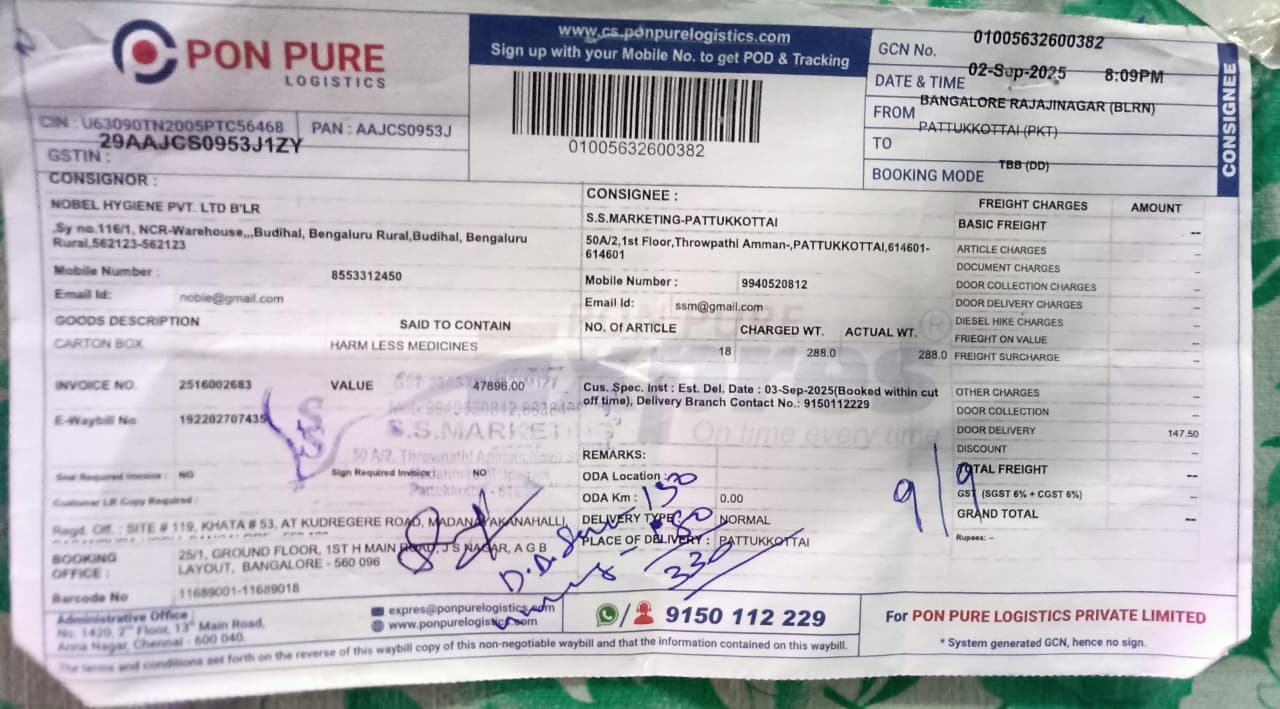 PON PURE
LOGISTICS
CIN : U63090TN2005PTC56468 PAN : AAJCS0953J
29AAJCS0953J1ZY
GSTIN :
www.cs.ponpurelogistics.com
Sign up with your Mobile No. to get POD & Tracking
01005632600382
GCN No. 01005632600382
DATE & TIME 02-Sep-2025 8:09PM
FROM BANGALORE RAJAJINAGAR (BLRN)
PATTUKKOTTAI (PKT)
TO
TBB (DD)
BOOKING MODE
CONSIGNEE
CONSIGNOR :
NOBEL HYGIENE PVT. LTD B'LR
,Sy no.116/1, NCR-Warehouse,,,Budihal, Bengaluru Rural,Budihal, Bengaluru
Rural,562123-562123
Mobile Number : 8553312450
Email Id: noble@gmail.com
GOODS DESCRIPTION SAID TO CONTAIN
CARTON BOX HARM LESS MEDICINES
INVOICE NO. 2516002683 VALUE 47896.00
E-Waybill No 192202707435
Seal Required Invoice : NO Sign Required Invoice NO
Customer LR Copy Required :
Regd. Off. : SITE # 119, KHATA # 53, AT KUDREGERE ROAD, MADANAYAKANAHALLI,
BOOKING
OFFICE :
25/1, GROUND FLOOR, 1ST H MAIN ROAD, J S NAGAR, A G B
LAYOUT, BANGALORE - 560 096
Barcode No 11689001-11689018
CONSIGNEE :
S.S.MARKETING-PATTUKKOTTAI
50A/2,1st Floor,Throwpathi Amman-,PATTUKKOTTAI,614601-
614601
Mobile Number : 9940520812
Email Id: ssm@gmail.com
NO. OF ARTICLE CHARGED WT. ACTUAL WT.
18 288.0 288.0
Cus. Spec. Inst : Est. Del. Date : 03-Sep-2025(Booked within cut
off time), Delivery Branch Contact No.: 9150112229
REMARKS:
ODA Location :
ODA Km : 0.00
DELIVERY TYPE : NORMAL
PLACE OF DELIVERY : PATTUKKOTTAI
FREIGHT CHARGES AMOUNT
BASIC FREIGHT --
ARTICLE CHARGES --
DOCUMENT CHARGES --
DOOR COLLECTION CHARGES --
DOOR DELIVERY CHARGES --
DIESEL HIKE CHARGES --
FRIEGHT ON VALUE --
FREIGHT SURCHARGE --
OTHER CHARGES --
DOOR COLLECTION --
DOOR DELIVERY 147.50
DISCOUNT --
TOTAL FREIGHT --
GST (SGST 6% + CGST 6%)
GRAND TOTAL --
Rupees: --
PON PURE
Expres ®
On time every time
S.S.MARKETING
50 A/2, Throwpathi Amman
150
180
330
9/9
Administrative Office :
No. 1420, 2nd Floor, 13th Main Road,
Anna Nagar, Chennai - 600 040.
expres@ponpurelogistics.com
www.ponpurelogistics.com
9150 112 229
For PON PURE LOGISTICS PRIVATE LIMITED
* System generated GCN, hence no sign.
The terms and conditions set forth on the reverse of this waybill copy of this non-negotiable waybill and that the information contained on this waybill.